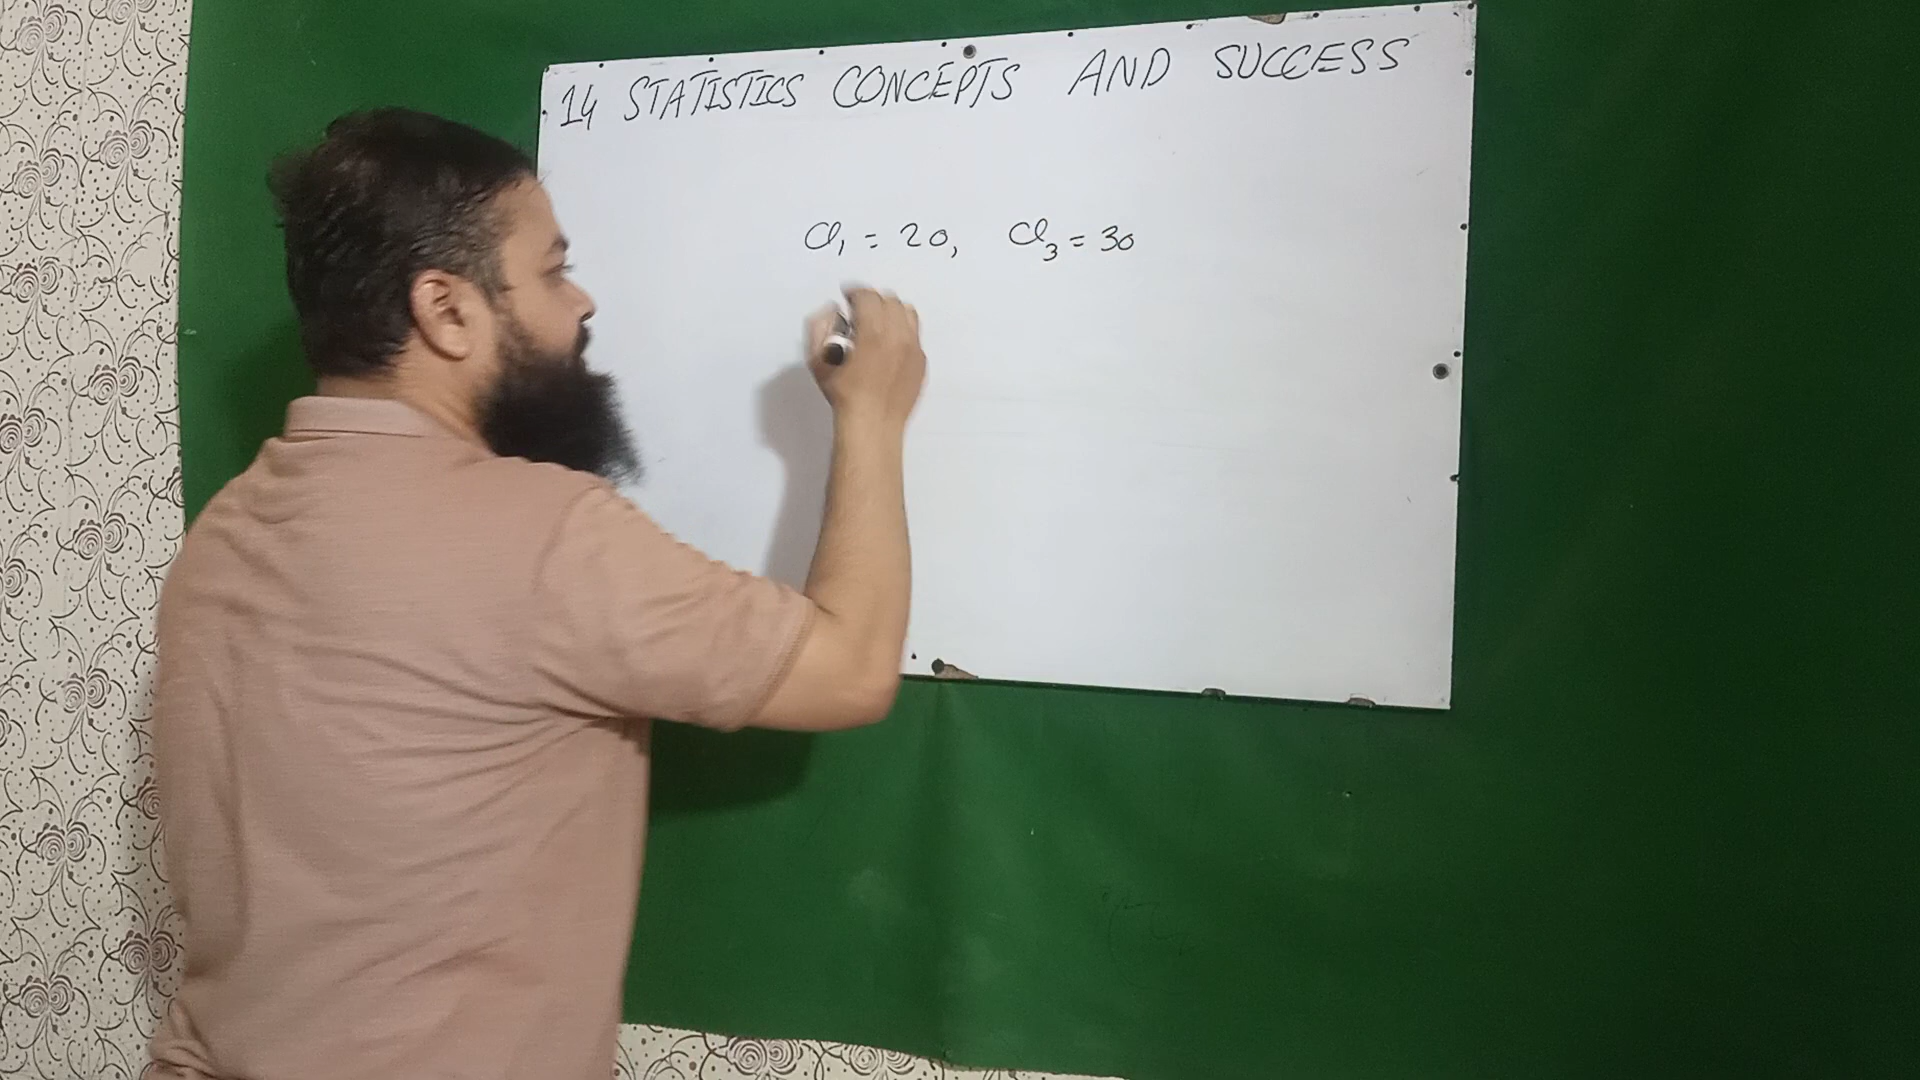 14 STATISTICS CONCEPTS AND SUCCESS
Q₁ = 20, Q₃ = 30